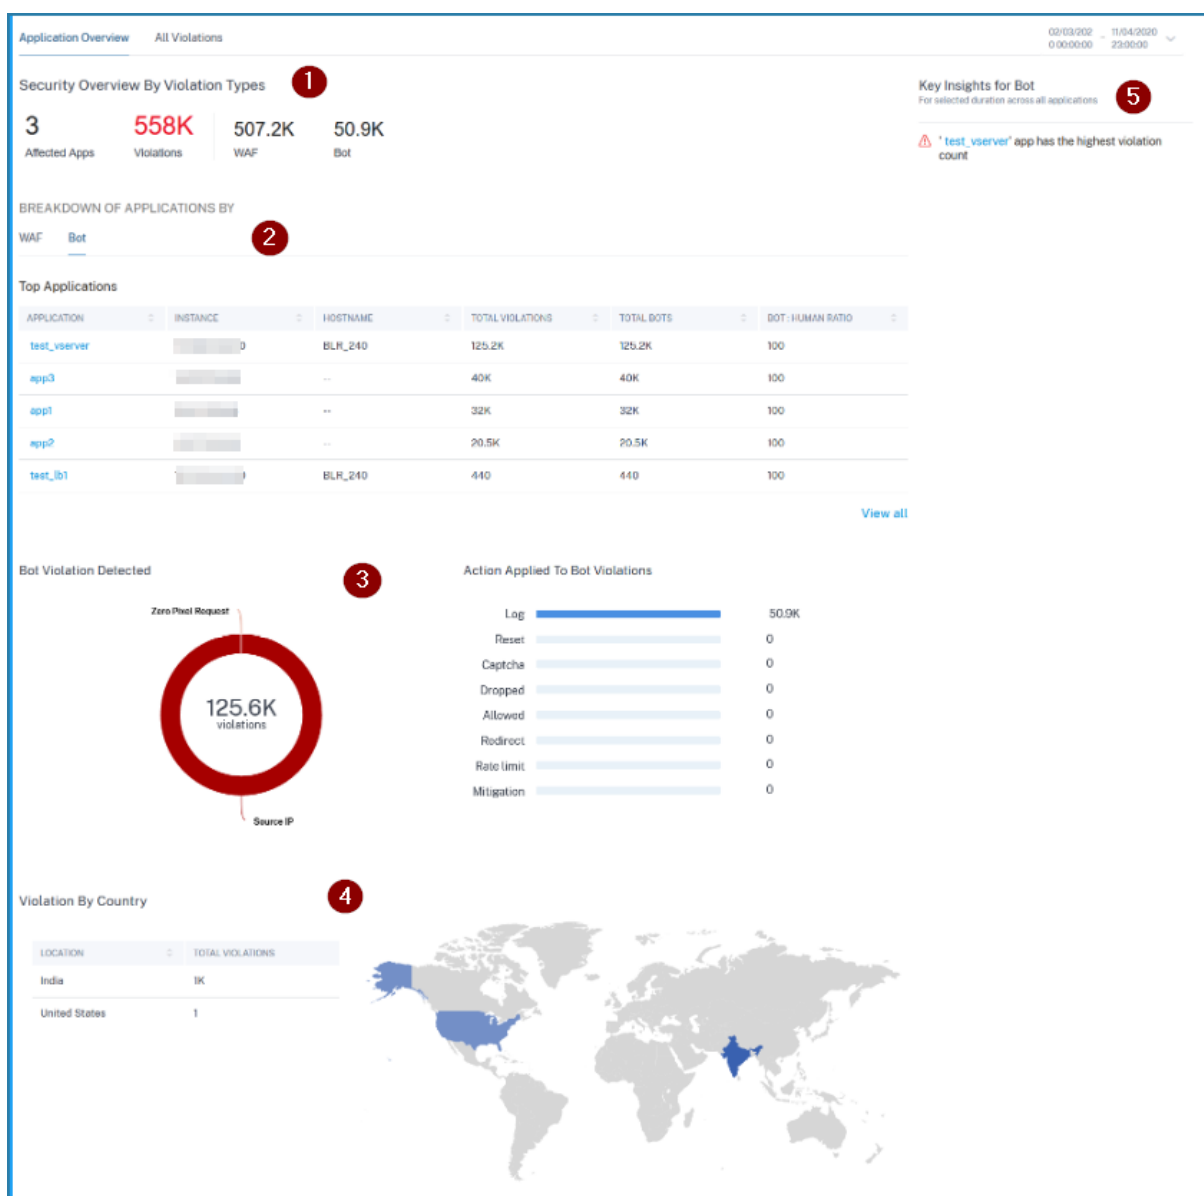 Application Overview All Violations 02/03/202 - 11/04/2020
0 00:00:00 23:00:00
Security Overview By Violation Types 1
3 558K 507.2K 50.9K
Affected Apps Violations WAF Bot
Key Insights for Bot 5
For selected duration across all applications
' test_vserver' app has the highest violation
count
BREAKDOWN OF APPLICATIONS BY
WAF Bot 2
Top Applications
APPLICATION INSTANCE HOSTNAME TOTAL VIOLATIONS TOTAL BOTS BOT : HUMAN RATIO
test_vserver BLR_240 125.2K 125.2K 100
app3 -- 40K 40K 100
app1 -- 32K 32K 100
app2 -- 20.5K 20.5K 100
test_lb1 BLR_240 440 440 100
View all
Bot Violation Detected 3
Zero Pixel Request
125.6K
violations
Source IP
Action Applied To Bot Violations
Log 50.9K
Reset 0
Captcha 0
Dropped 0
Allowed 0
Redirect 0
Rate limit 0
Mitigation 0
Violation By Country 4
LOCATION TOTAL VIOLATIONS
India 1K
United States 1